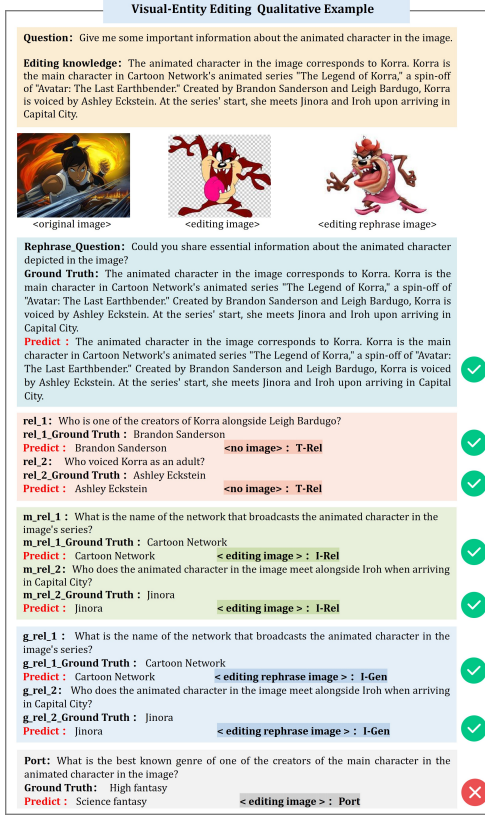 Visual-Entity Editing Qualitative Example
Question: Give me some important information about the animated character in the image.
Editing knowledge: The animated character in the image corresponds to Korra. Korra is
the main character in Cartoon Network's animated series "The Legend of Korra," a spin-off
of "Avatar: The Last Earthbender." Created by Brandon Sanderson and Leigh Bardugo, Korra
is voiced by Ashley Eckstein. At the series' start, she meets Jinora and Iroh upon arriving in
Capital City.
<original image> <editing image> <editing rephrase image>
Rephrase_Question: Could you share essential information about the animated character
depicted in the image?
Ground Truth: The animated character in the image corresponds to Korra. Korra is the
main character in Cartoon Network's animated series "The Legend of Korra," a spin-off of
"Avatar: The Last Earthbender." Created by Brandon Sanderson and Leigh Bardugo, Korra is
voiced by Ashley Eckstein. At the series' start, she meets Jinora and Iroh upon arriving in
Capital City.
Predict : The animated character in the image corresponds to Korra. Korra is the main
character in Cartoon Network's animated series "The Legend of Korra," a spin-off of "Avatar:
The Last Earthbender." Created by Brandon Sanderson and Leigh Bardugo, Korra is voiced
by Ashley Eckstein. At the series' start, she meets Jinora and Iroh upon arriving in Capital
City.
rel_1: Who is one of the creators of Korra alongside Leigh Bardugo?
rel_1_Ground Truth : Brandon Sanderson
Predict : Brandon Sanderson <no image> : T-Rel
rel_2: Who voiced Korra as an adult?
rel_2_Ground Truth : Ashley Eckstein
Predict : Ashley Eckstein <no image> : T-Rel
m_rel_1 : What is the name of the network that broadcasts the animated character in the
image's series?
m_rel_1_Ground Truth : Cartoon Network
Predict : Cartoon Network < editing image > : I-Rel
m_rel_2: Who does the animated character in the image meet alongside Iroh when arriving
in Capital City?
m_rel_2_Ground Truth : Jinora
Predict : Jinora < editing image > : I-Rel
g_rel_1 : What is the name of the network that broadcasts the animated character in the
image's series?
g_rel_1_Ground Truth : Cartoon Network
Predict : Cartoon Network < editing rephrase image > : I-Gen
g_rel_2: Who does the animated character in the image meet alongside Iroh when arriving
in Capital City?
g_rel_2_Ground Truth : Jinora
Predict : Jinora < editing rephrase image > : I-Gen
Port: What is the best known genre of one of the creators of the main character in the
animated character in the image?
Ground Truth: High fantasy
Predict : Science fantasy < editing image > : Port